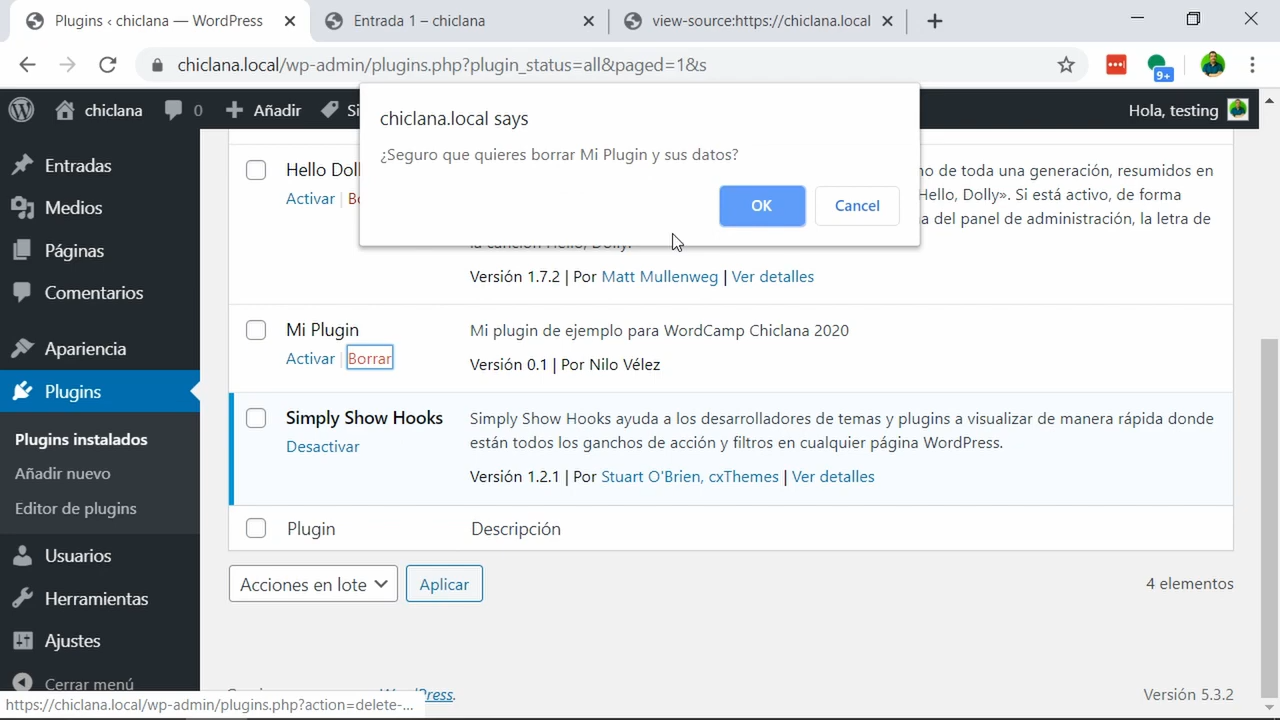 Plugins ‹ chiclana — WordPress
Entrada 1 – chiclana
view-source:https://chiclana.local
chiclana.local/wp-admin/plugins.php?plugin_status=all&paged=1&s
9+
chiclana
0
Añadir
Hola, testing
chiclana.local says
¿Seguro que quieres borrar Mi Plugin y sus datos?
OK
Cancel
Entradas
Medios
Páginas
Comentarios
Apariencia
Plugins
Plugins instalados
Añadir nuevo
Editor de plugins
Usuarios
Herramientas
Ajustes
Cerrar menú
de toda una generación, resumidos en
Hello, Dolly». Si está activo, de forma
del panel de administración, la letra de
la canción Hello, Dolly.
Activar |
Versión 1.7.2 | Por Matt Mullenweg | Ver detalles
Mi Plugin
Mi plugin de ejemplo para WordCamp Chiclana 2020
Activar | Borrar
Versión 0.1 | Por Nilo Vélez
Simply Show Hooks
Simply Show Hooks ayuda a los desarrolladores de temas y plugins a visualizar de manera rápida donde
están todos los ganchos de acción y filtros en cualquier página WordPress.
Desactivar
Versión 1.2.1 | Por Stuart O'Brien, cxThemes | Ver detalles
Plugin
Descripción
Acciones en lote
Aplicar
4 elementos
Versión 5.3.2
https://chiclana.local/wp-admin/plugins.php?action=delete-...